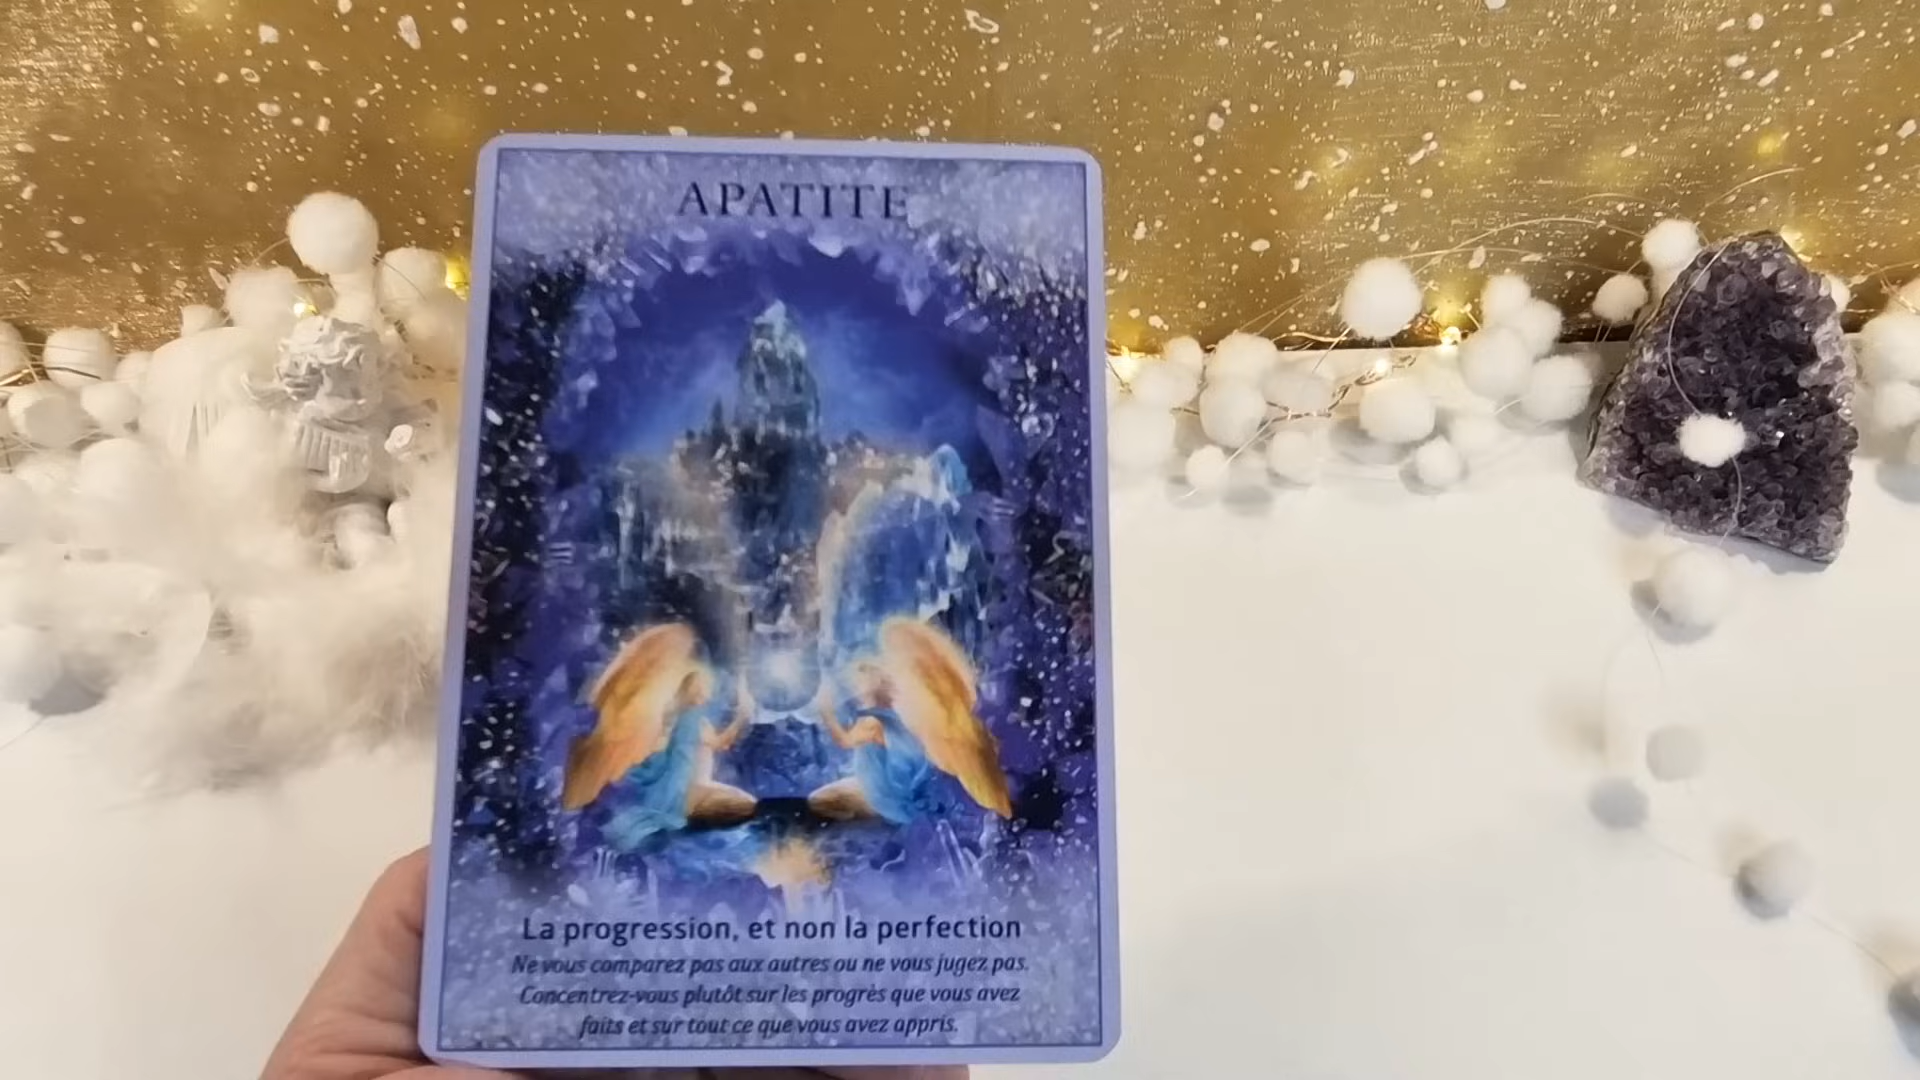 APATITE
La progression, et non la perfection
Ne vous comparez pas aux autres ou ne vous jugez pas.
Concentrez-vous plutôt sur les progrès que vous avez
faits et sur tout ce que vous avez appris.